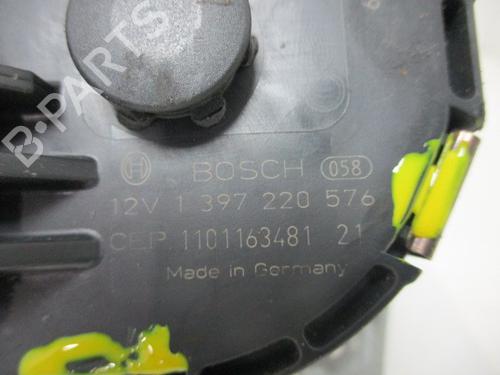 B-PARTS
BOSCH 058
12V 1 397 220 576
CEP. 1101163481 21
Made in Germany